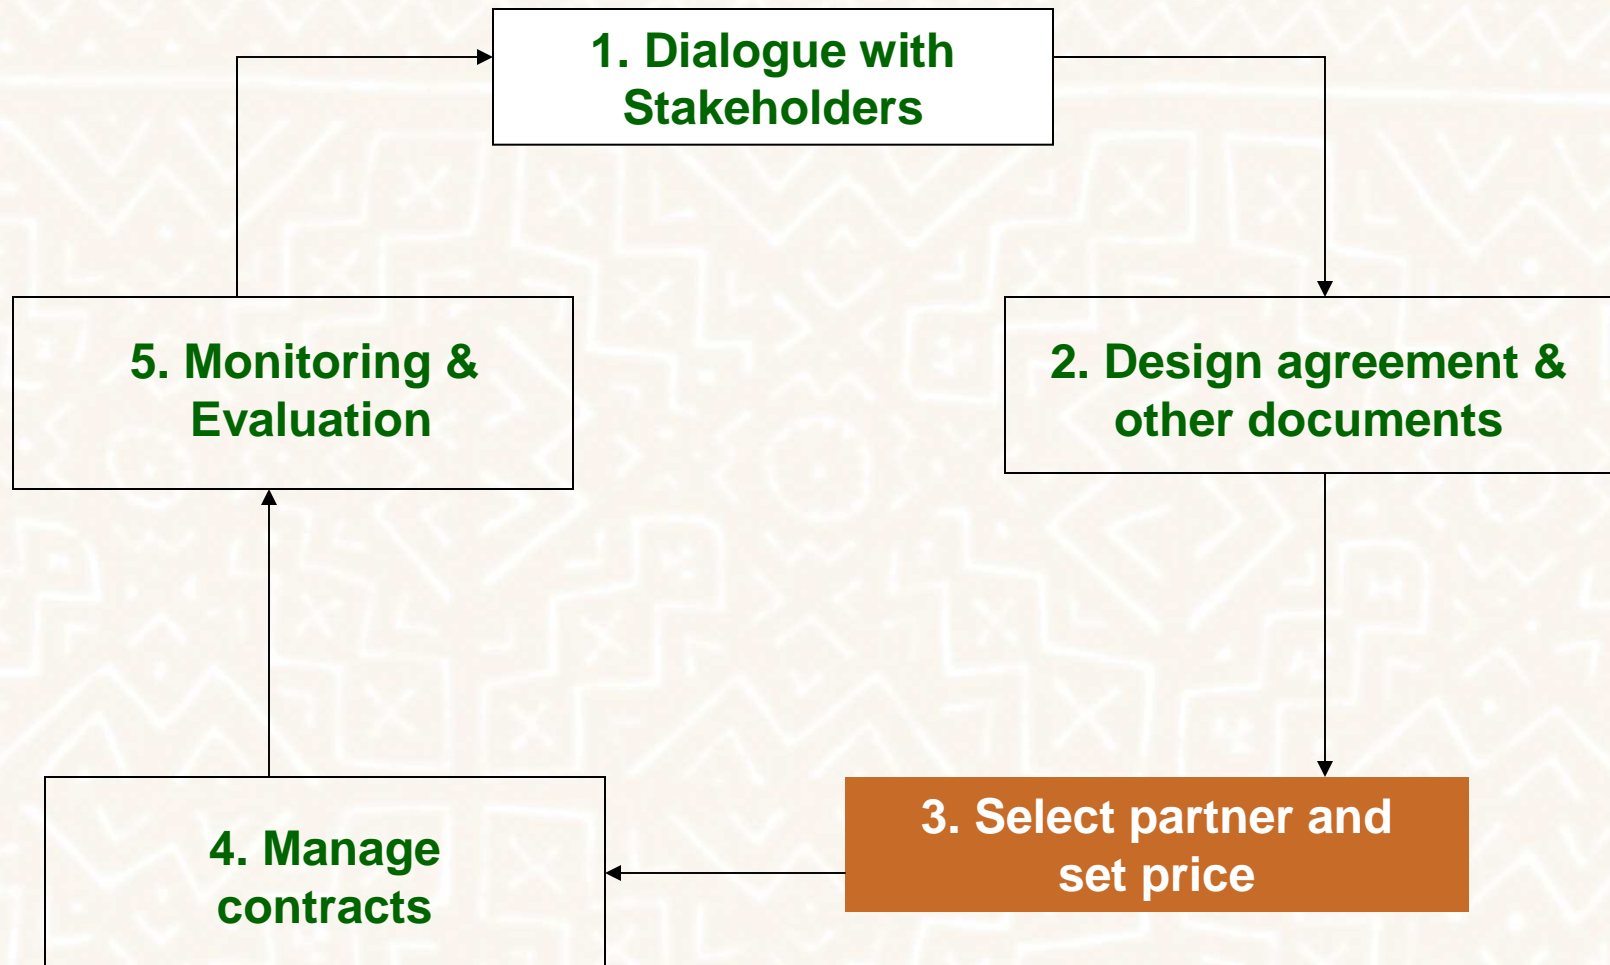 1. Dialogue with
Stakeholders
2. Design agreement &
other documents
3. Select partner and
set price
4. Manage
contracts
5. Monitoring &
Evaluation